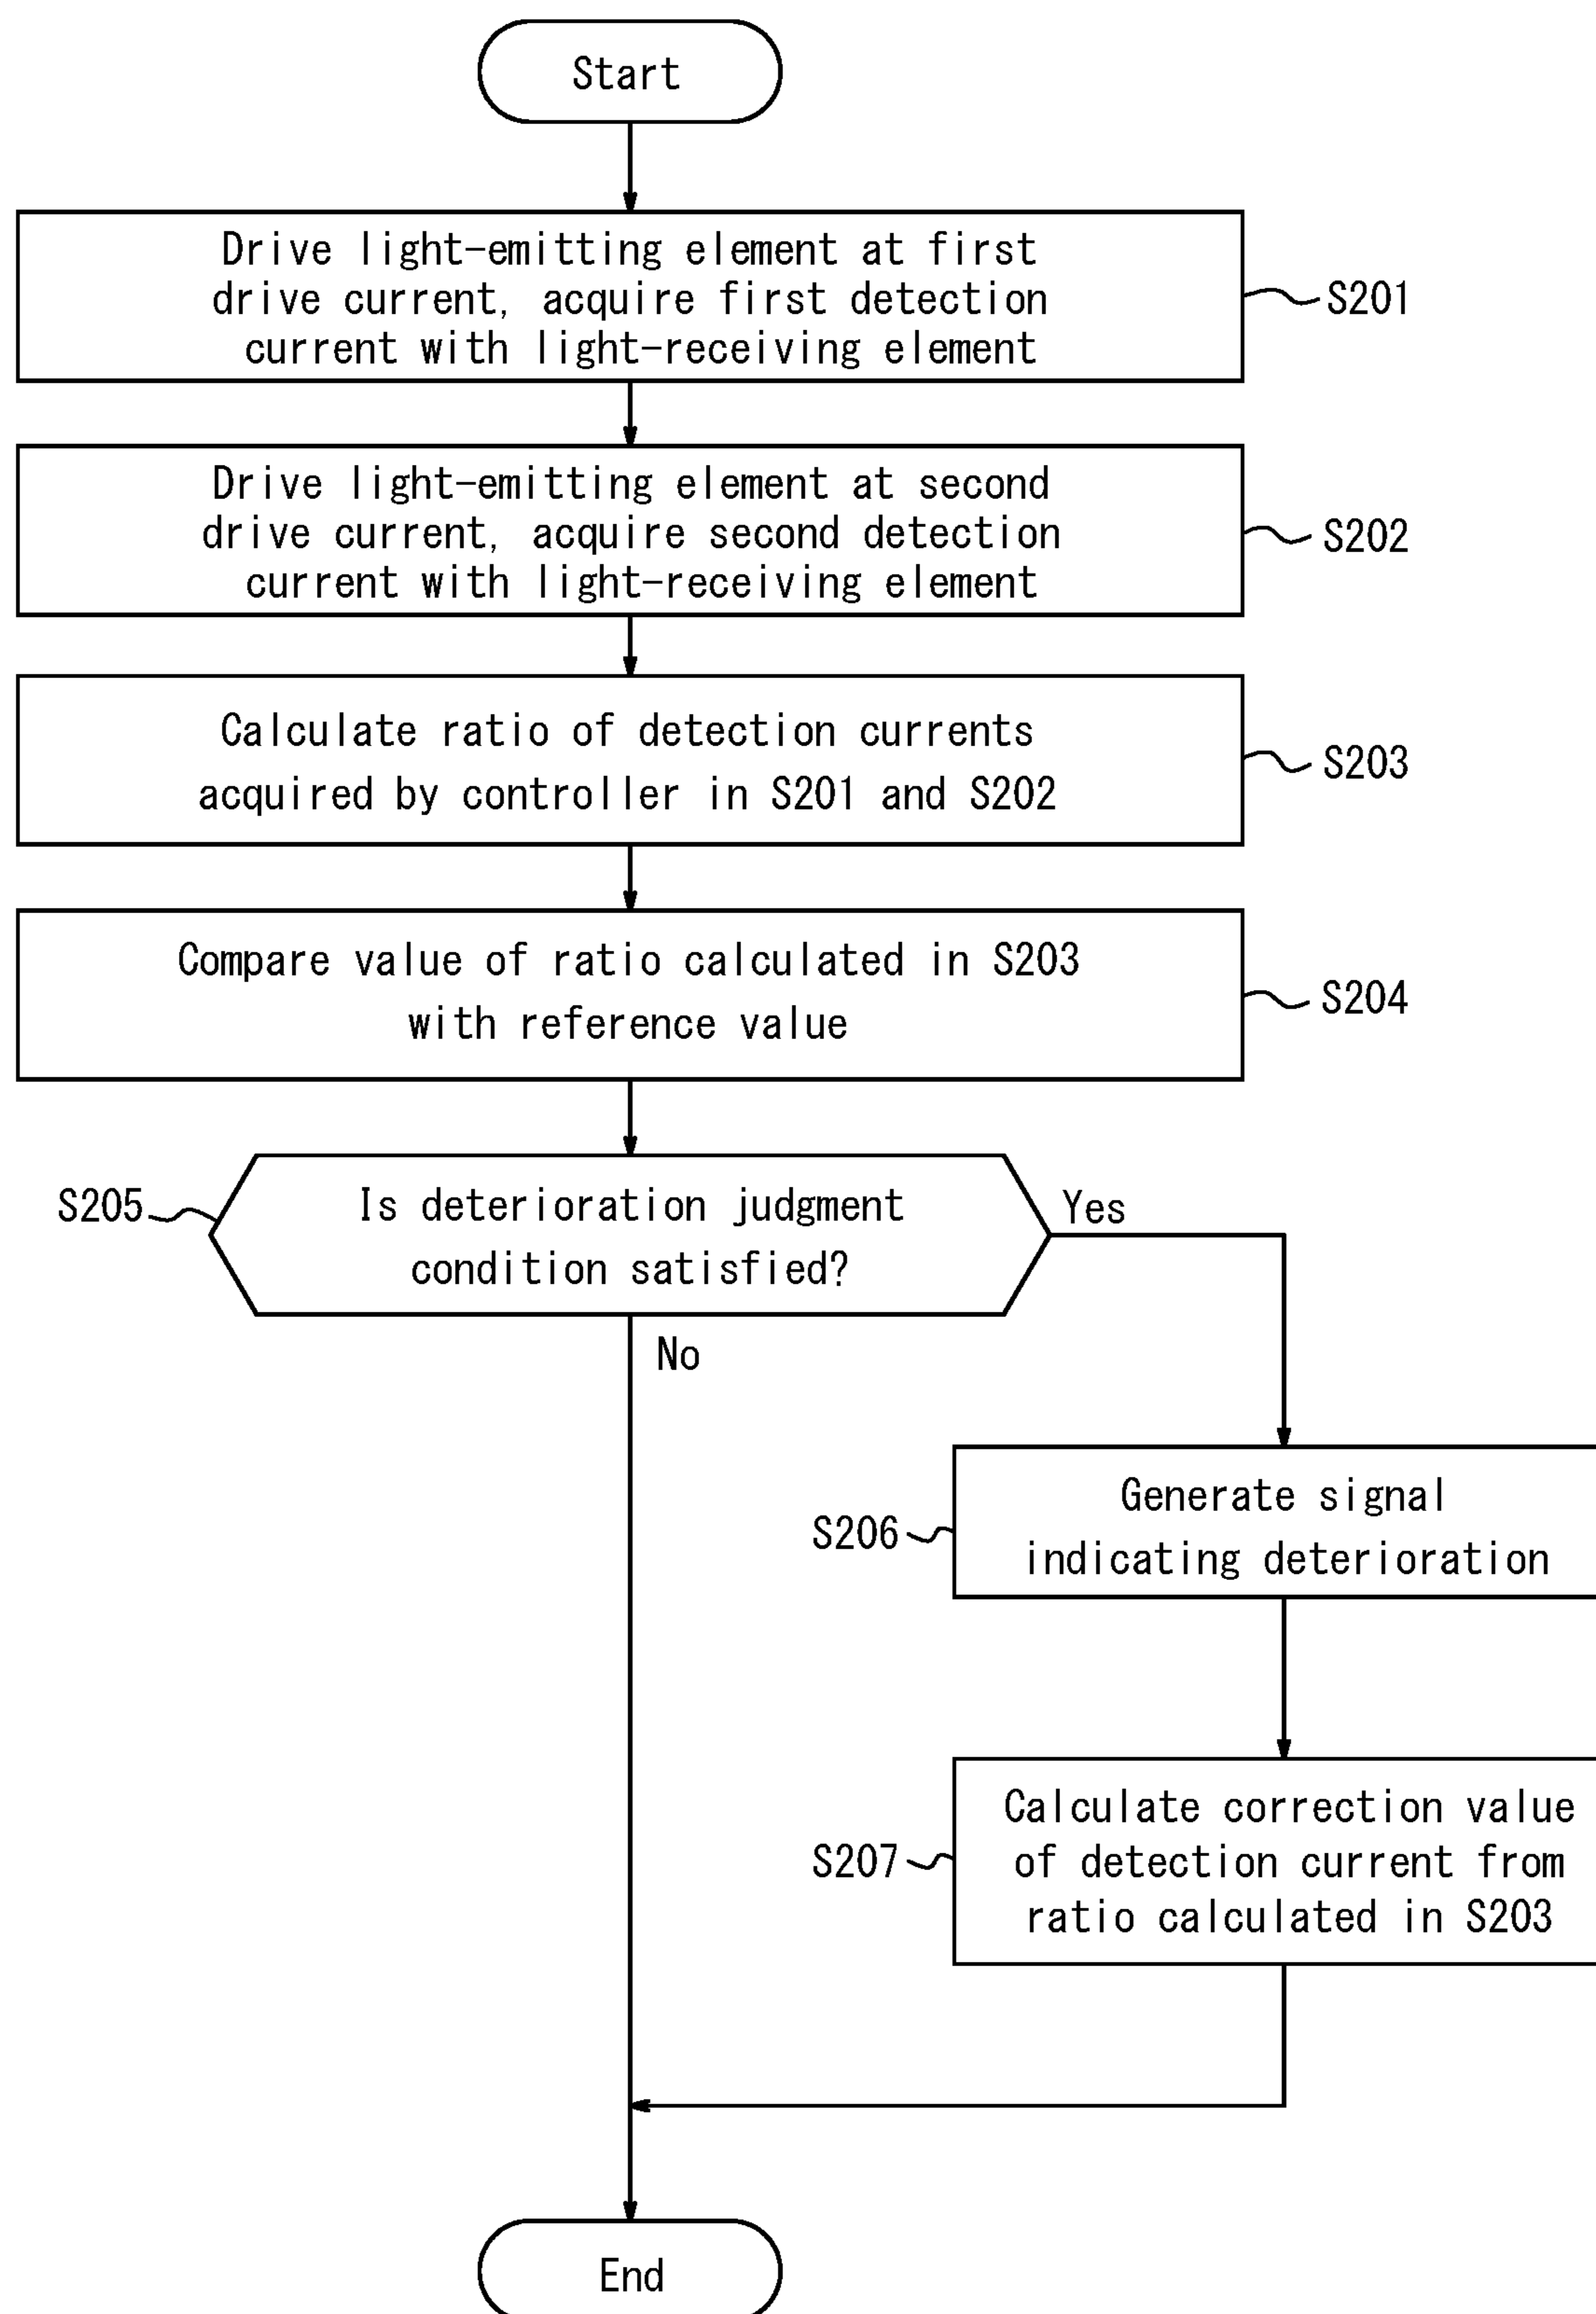 Start
Drive light-emitting element at first
drive current, acquire first detection
current with light-receiving element
S201
Drive light-emitting element at second
drive current, acquire second detection
current with light-receiving element
S202
Calculate ratio of detection currents
acquired by controller in S201 and S202
S203
Compare value of ratio calculated in S203
with reference value
S204
S205
Is deterioration judgment
condition satisfied?
Yes
No
Generate signal
indicating deterioration
S206
Calculate correction value
of detection current from
ratio calculated in S203
S207
End